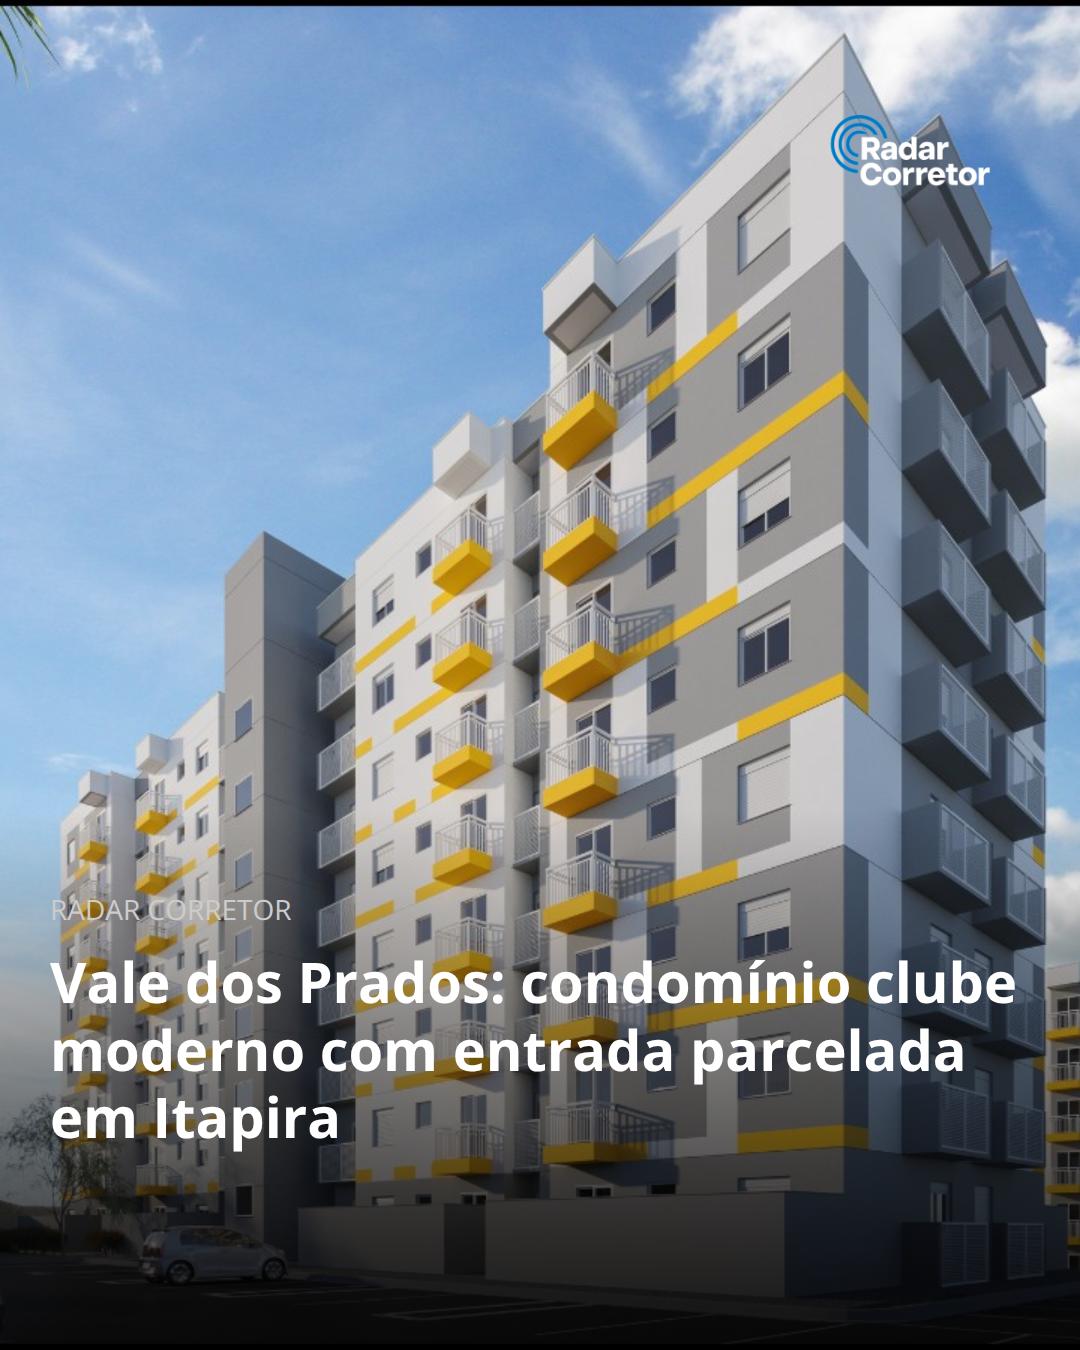 Radar
Corretor
RADAR CORRETOR
Vale dos Prados: condomínio clube
moderno com entrada parcelada
em Itapira